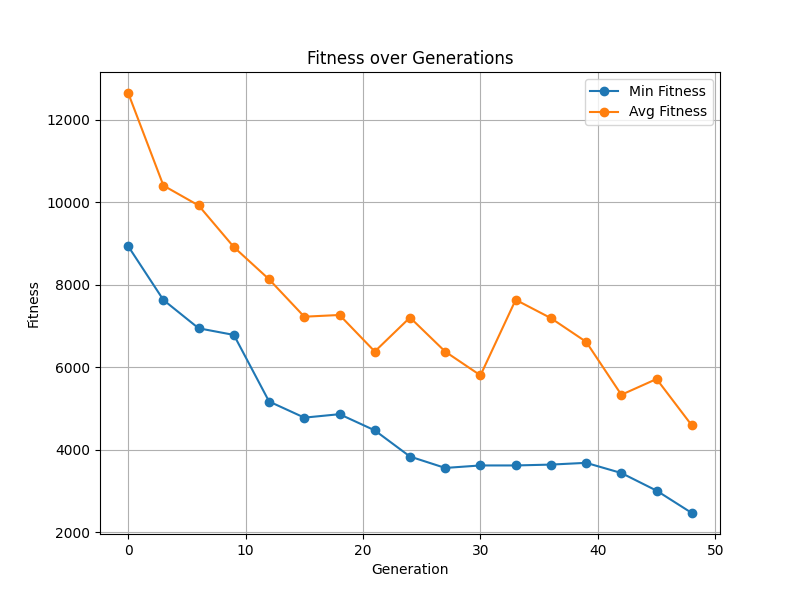 Fitness over Generations
Min Fitness
Avg Fitness
12000
10000
8000
6000
4000
2000
Fitness
0 10 20 30 40 50
Generation